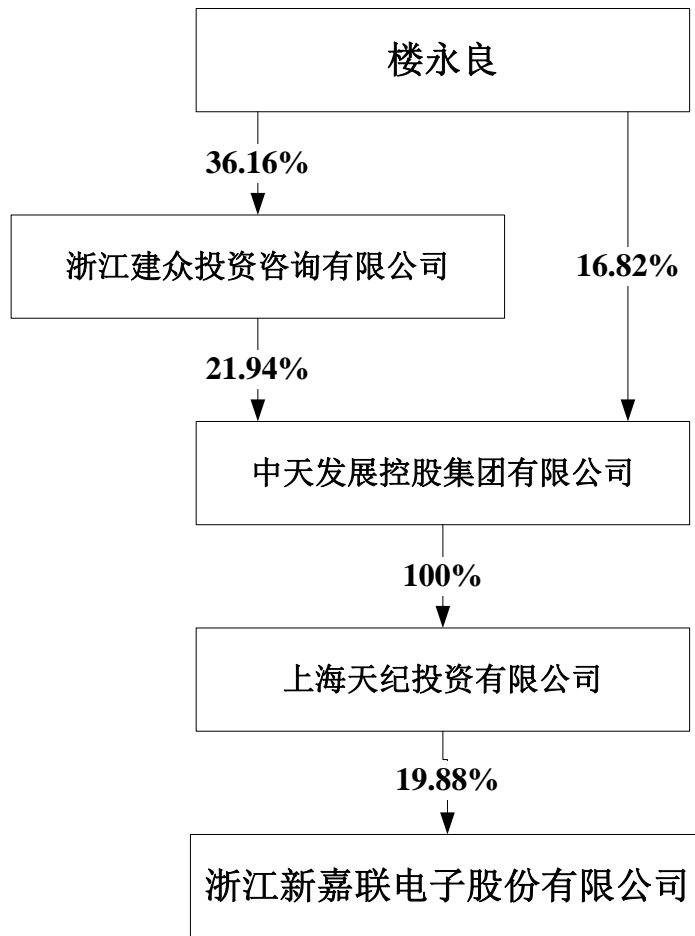 楼永良
36.16%
浙江建众投资咨询有限公司
16.82%
21.94%
中天发展控股集团有限公司
100%
上海天纪投资有限公司
19.88%
浙江新嘉联电子股份有限公司